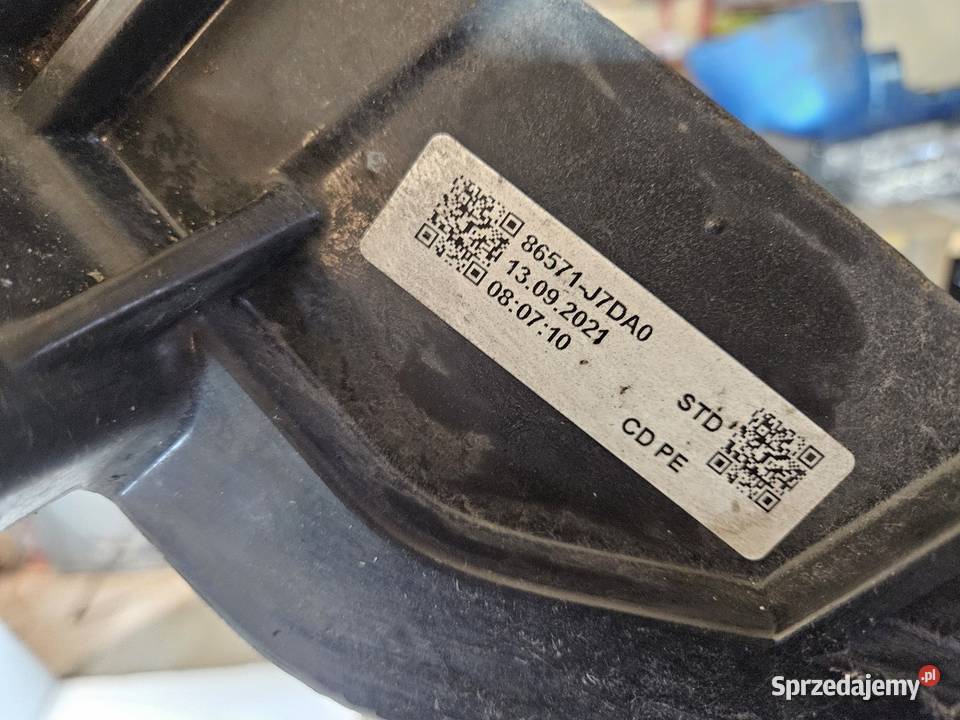 86571-J7DA0
13.09.2021
08:07:10
STD
CD PE
Sprzedajemy.pl